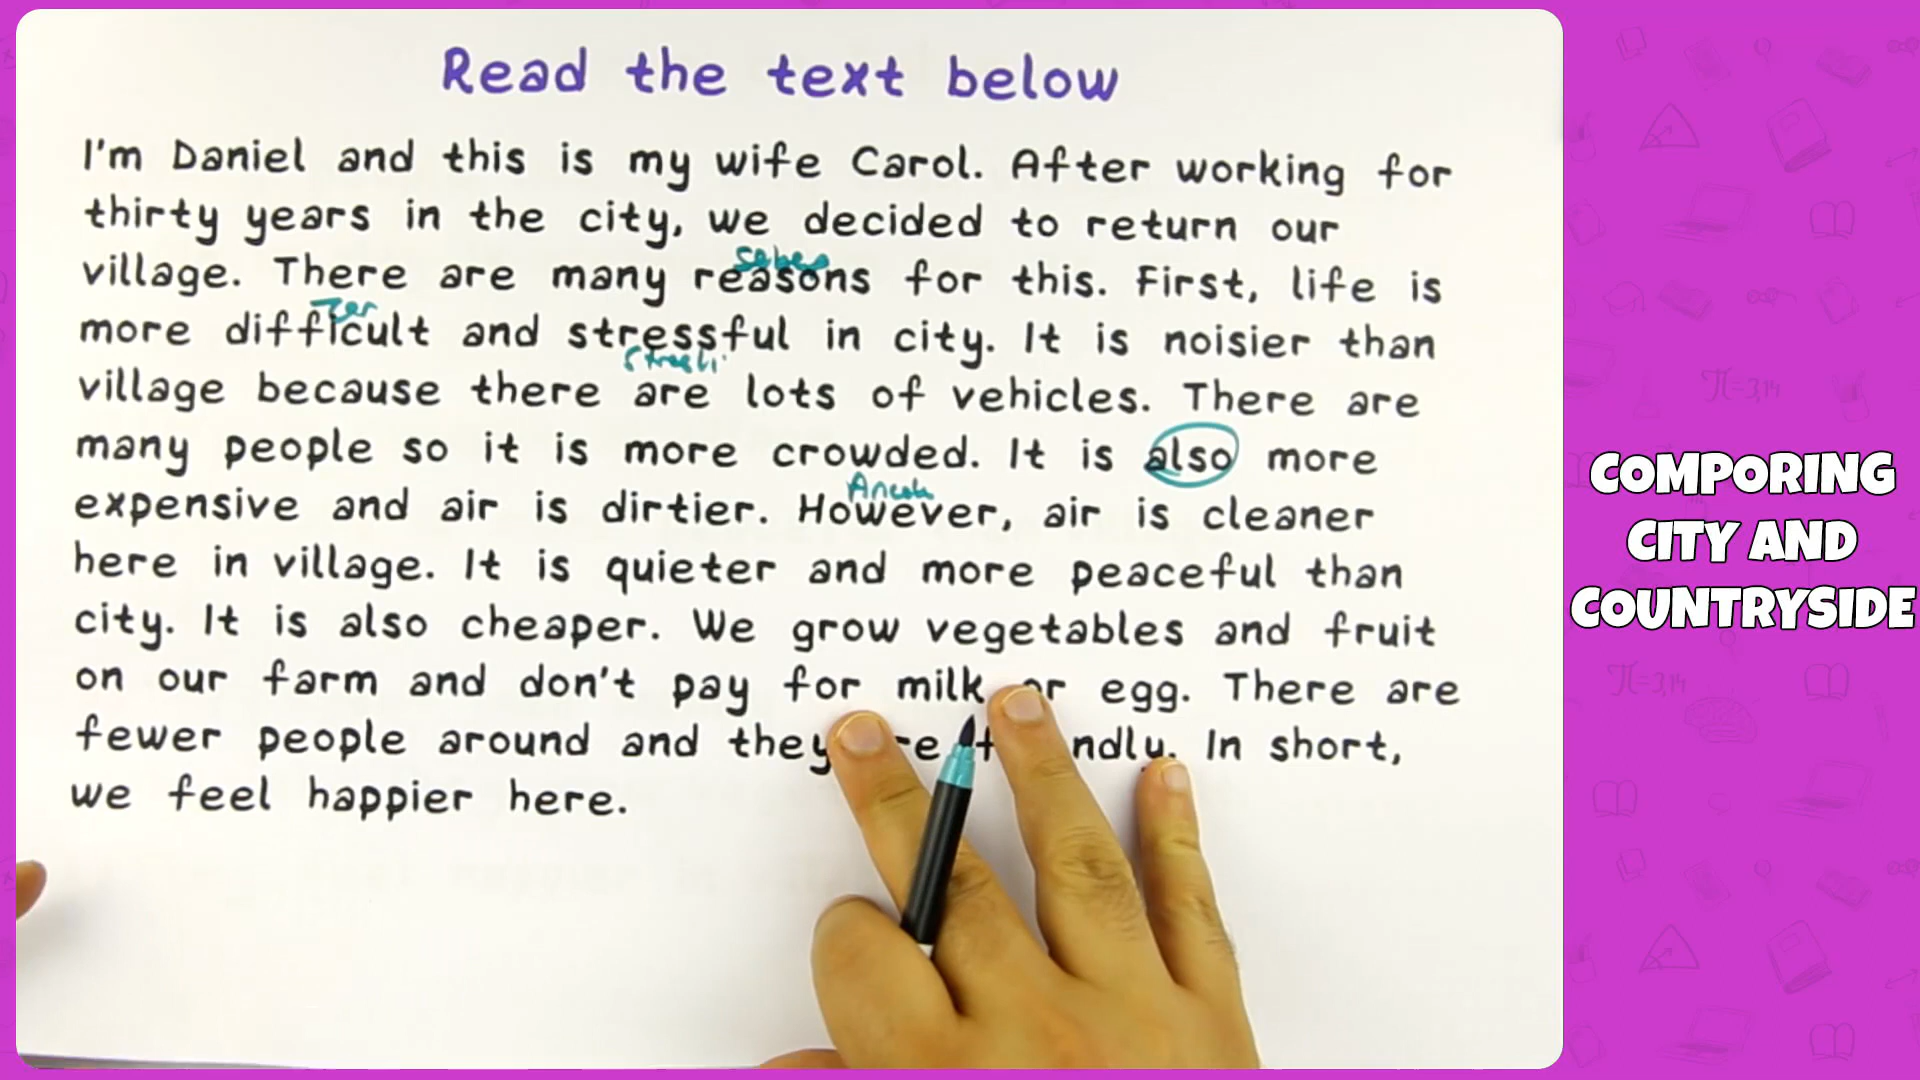 Read the text below
I'm Daniel and this is my wife Carol. After working for
thirty years in the city, we decided to return our
village. There are many reasons for this. First, life is
more difficult and stressful in city. It is noisier than
village because there are lots of vehicles. There are
many people so it is more crowded. It is also more
expensive and air is dirtier. However, air is cleaner
here in village. It is quieter and more peaceful than
city. It is also cheaper. We grow vegetables and fruit
on our farm and don't pay for milk or egg. There are
fewer people around and they In short,
we feel happier here.
COMPORING
CITY AND
COUNTRYSIDE